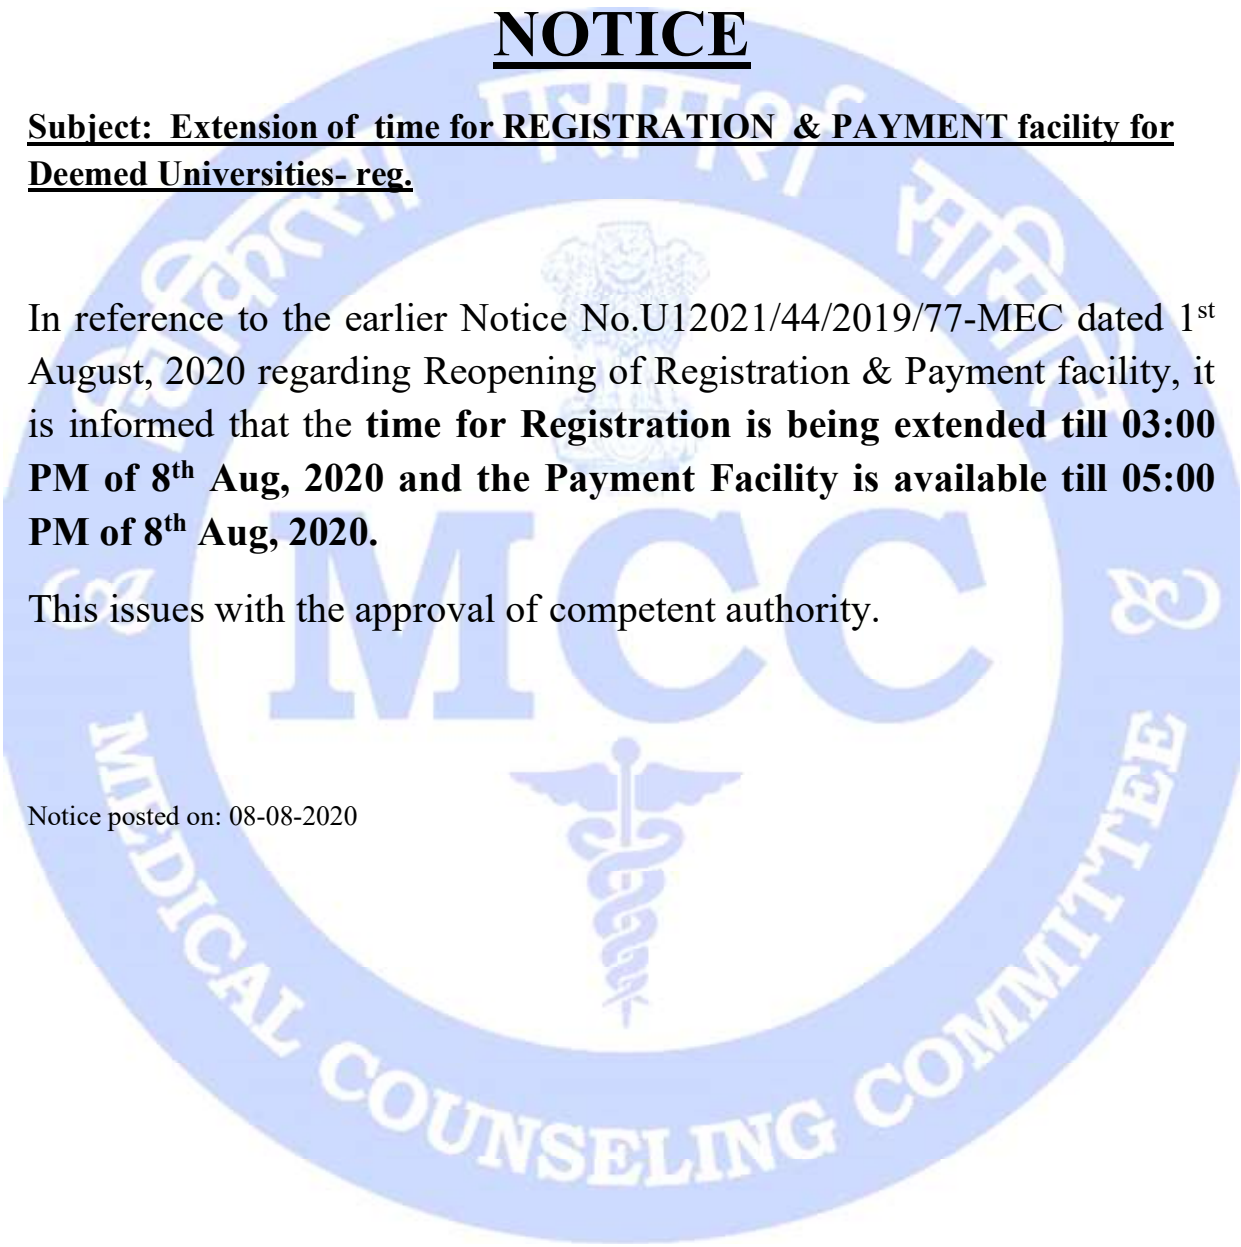 NOTICE
Subject: Extension of time for REGISTRATION & PAYMENT facility for
Deemed Universities- reg.
In reference to the earlier Notice No.U12021/44/2019/77-MEC dated 1st
August, 2020 regarding Reopening of Registration & Payment facility, it
is informed that the time for Registration is being extended till 03:00
PM of 8th Aug, 2020 and the Payment Facility is available till 05:00
PM of 8th Aug, 2020.
This issues with the approval of competent authority.
Notice posted on: 08-08-2020
चिकित्सा परामर्श समिति
MCC
MEDICAL COUNSELING COMMITTEE